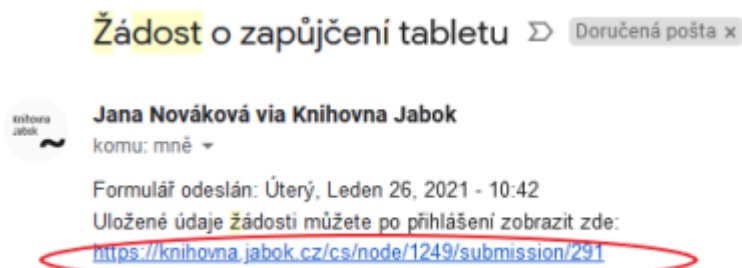 Žádost o zapůjčení tabletu Doručená pošta x
Knihovna
Jabok
Jana Nováková via Knihovna Jabok
komu: mně
Formulář odeslán: Úterý, Leden 26, 2021 - 10:42
Uložené údaje žádosti můžete po přihlášení zobrazit zde:
https://knihovna.jabok.cz/cs/node/1249/submission/291